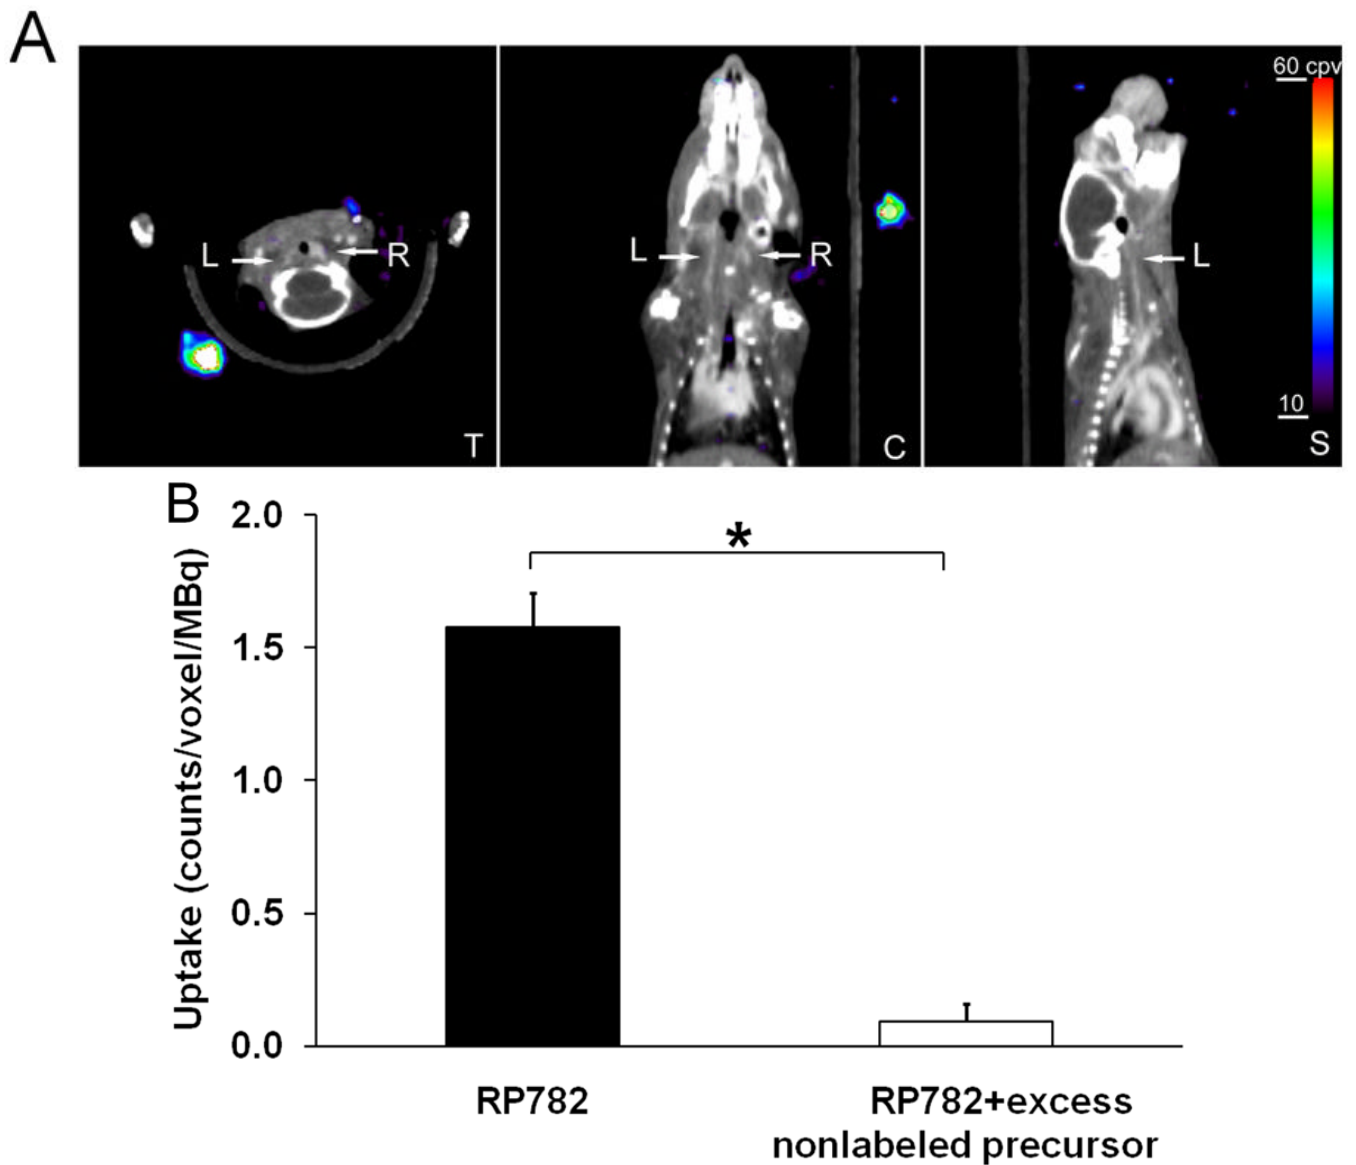 A
60 cpv
L
R
L
R
L
10
T
C
S
B
*
2.0
1.5
1.0
0.5
0.0
Uptake (counts/voxel/MBq)
RP782
RP782+excess
nonlabeled precursor